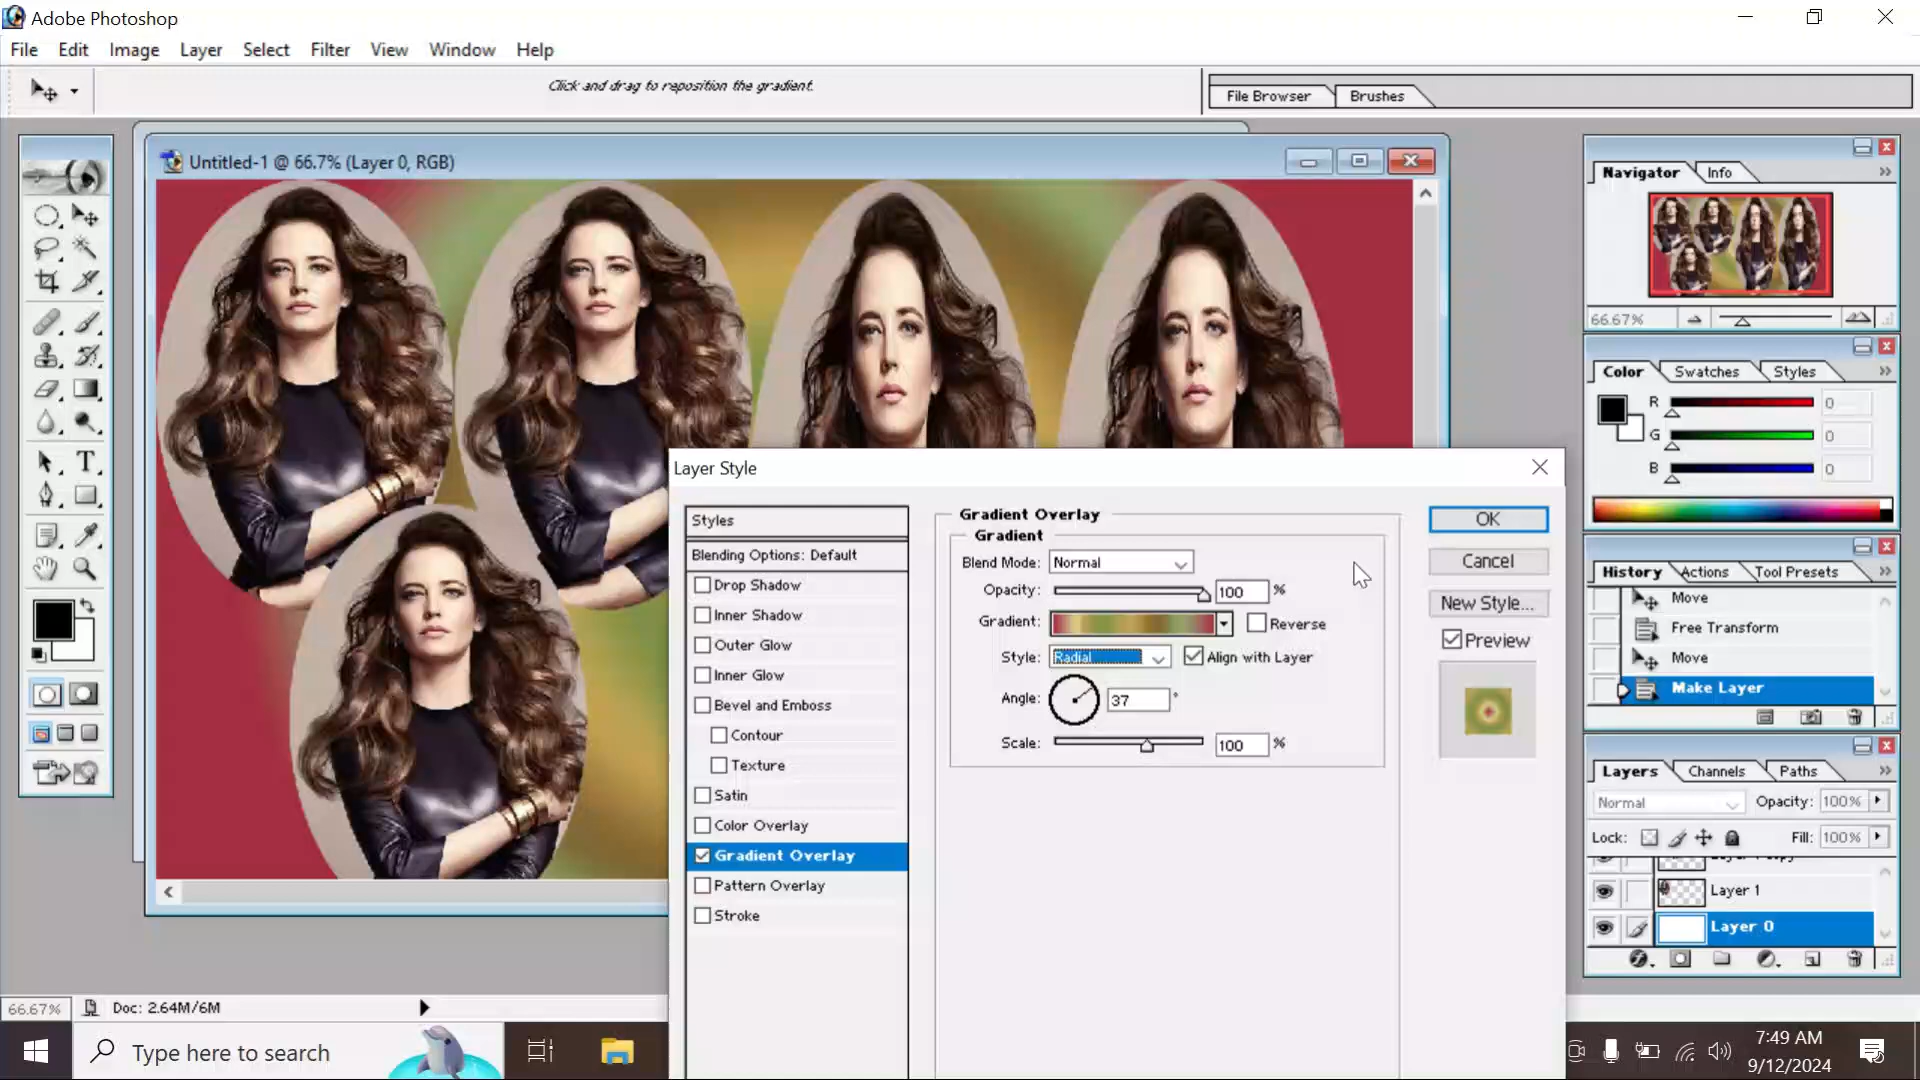 Adobe Photoshop
File Edit Image Layer Select Filter View Window Help
Click and drag to reposition the gradient.
File Browser Brushes
Untitled-1 @ 66.7% (Layer 0, RGB)
Navigator Info
66.67%
Color Swatches Styles
R 0
G 0
B 0
Layer Style
Styles
Blending Options: Default
Drop Shadow
Inner Shadow
Outer Glow
Inner Glow
Bevel and Emboss
Contour
Texture
Satin
Color Overlay
Gradient Overlay
Pattern Overlay
Stroke
Gradient Overlay
Gradient
Blend Mode: Normal
Opacity: 100 %
Gradient: Reverse
Style: Radial Align with Layer
Angle: 37 °
Scale: 100 %
OK
Cancel
New Style...
Preview
History Actions Tool Presets
Move
Free Transform
Move
Make Layer
Layers Channels Paths
Normal Opacity: 100%
Lock: Fill: 100%
Layer 1
Layer 0
66.67% Doc: 2.64M/6M
Type here to search
7:49 AM
9/12/2024